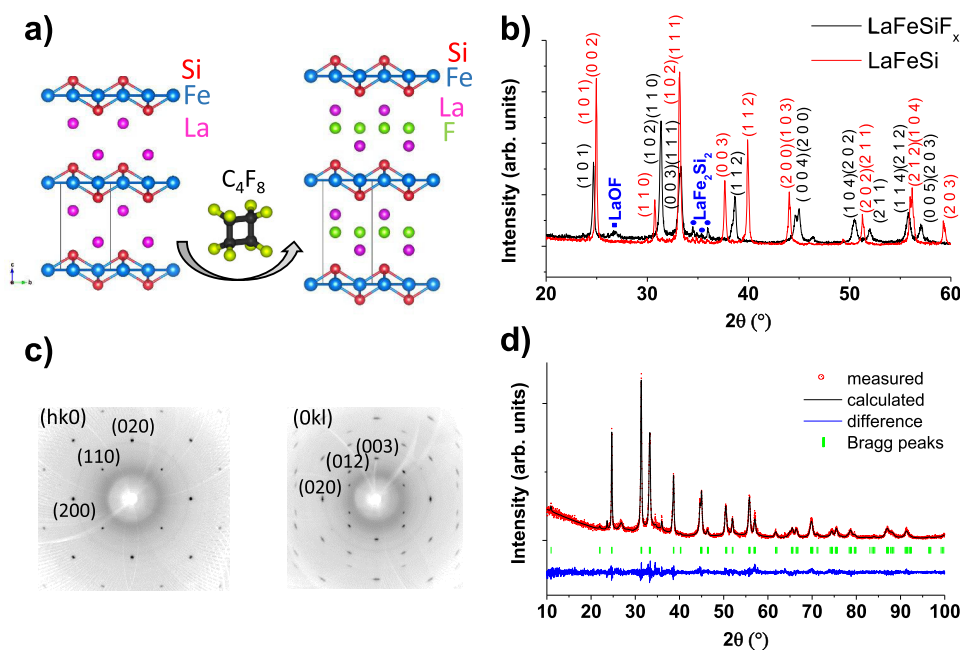 a)
Si
Fe
La
Si
Fe
La
F
C4F8
c
b
b)
LaFeSiFx
LaFeSi
Intensity (arb. units)
(1 0 1)
(1 0 1)(0 0 2)
LaOF
(1 1 0)
(1 0 2)(1 1 0)
(0 0 3)(1 1 1)
(1 0 2)(1 1 1)
LaFe2Si2
(0 0 3)
(1 1 2)
(1 1 2)
(2 0 0)(1 0 3)
(0 0 4)(2 0 0)
(1 0 4)(2 0 2)
(2 0 2)(2 1 1)
(2 1 1)
(1 1 4)(2 1 2)
(2 1 2)(1 0 4)
(0 0 5)(2 0 3)
(2 0 3)
20 30 40 50 60
2θ (°)
c)
(hk0)
(020)
(110)
(200)
(0kl)
(003)
(012)
(020)
d)
measured
calculated
difference
Bragg peaks
Intensity (arb. units)
10 20 30 40 50 60 70 80 90 100
2θ (°)